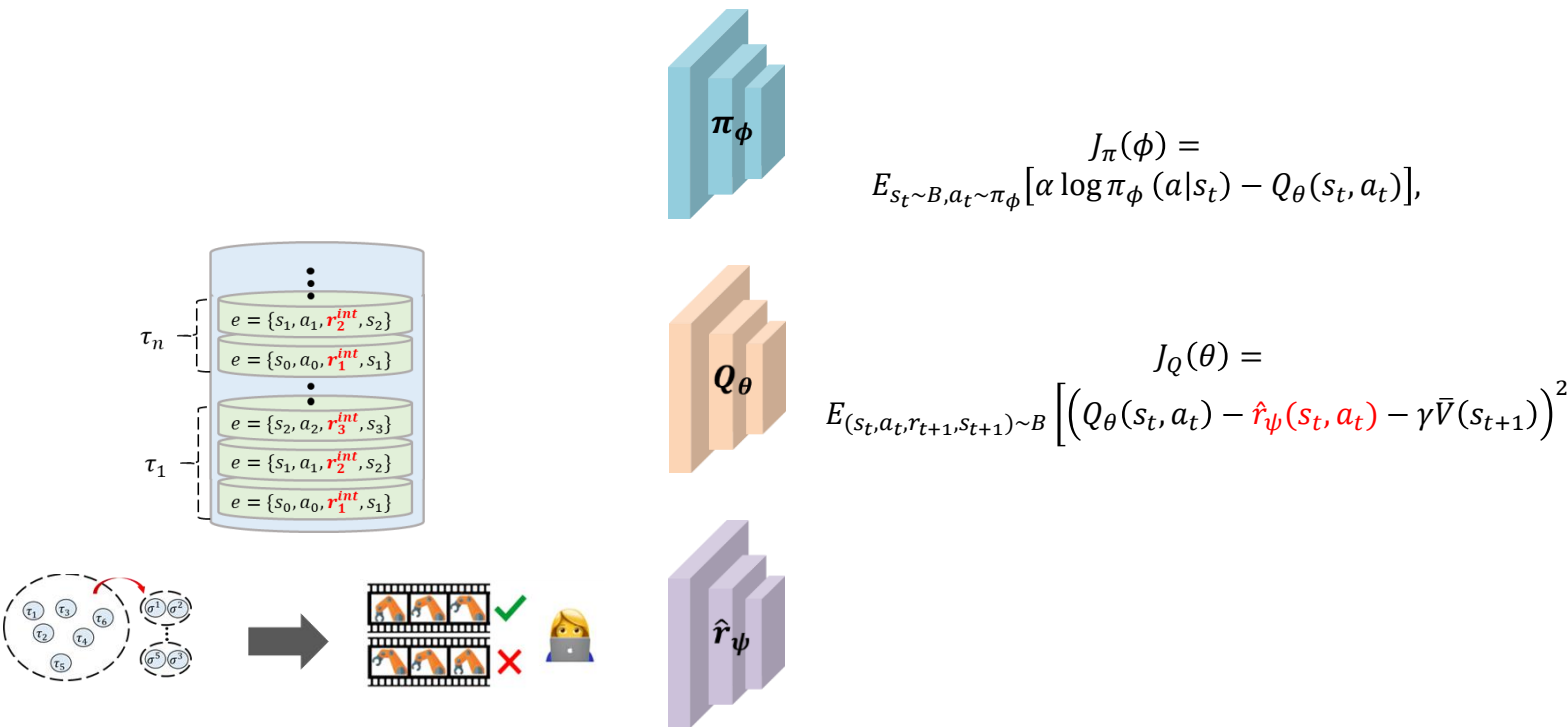 π_ϕ
J_π(ϕ) =
E_{s_t∼B,a_t∼π_ϕ}[α log π_ϕ (a|s_t) − Q_θ(s_t, a_t)],
τ_n
e = {s_1, a_1, r_2^{int}, s_2}
e = {s_0, a_0, r_1^{int}, s_1}
τ_1
e = {s_2, a_2, r_3^{int}, s_3}
e = {s_1, a_1, r_2^{int}, s_2}
e = {s_0, a_0, r_1^{int}, s_1}
Q_θ
J_Q(θ) =
E_{(s_t,a_t,r_{t+1},s_{t+1})∼B} [(Q_θ(s_t, a_t) − r̂_ψ(s_t, a_t) − γV̄(s_{t+1}))^2
τ_1
τ_3
τ_6
τ_2
τ_4
τ_5
σ^1 σ^2
σ^5 σ^3
r̂_ψ